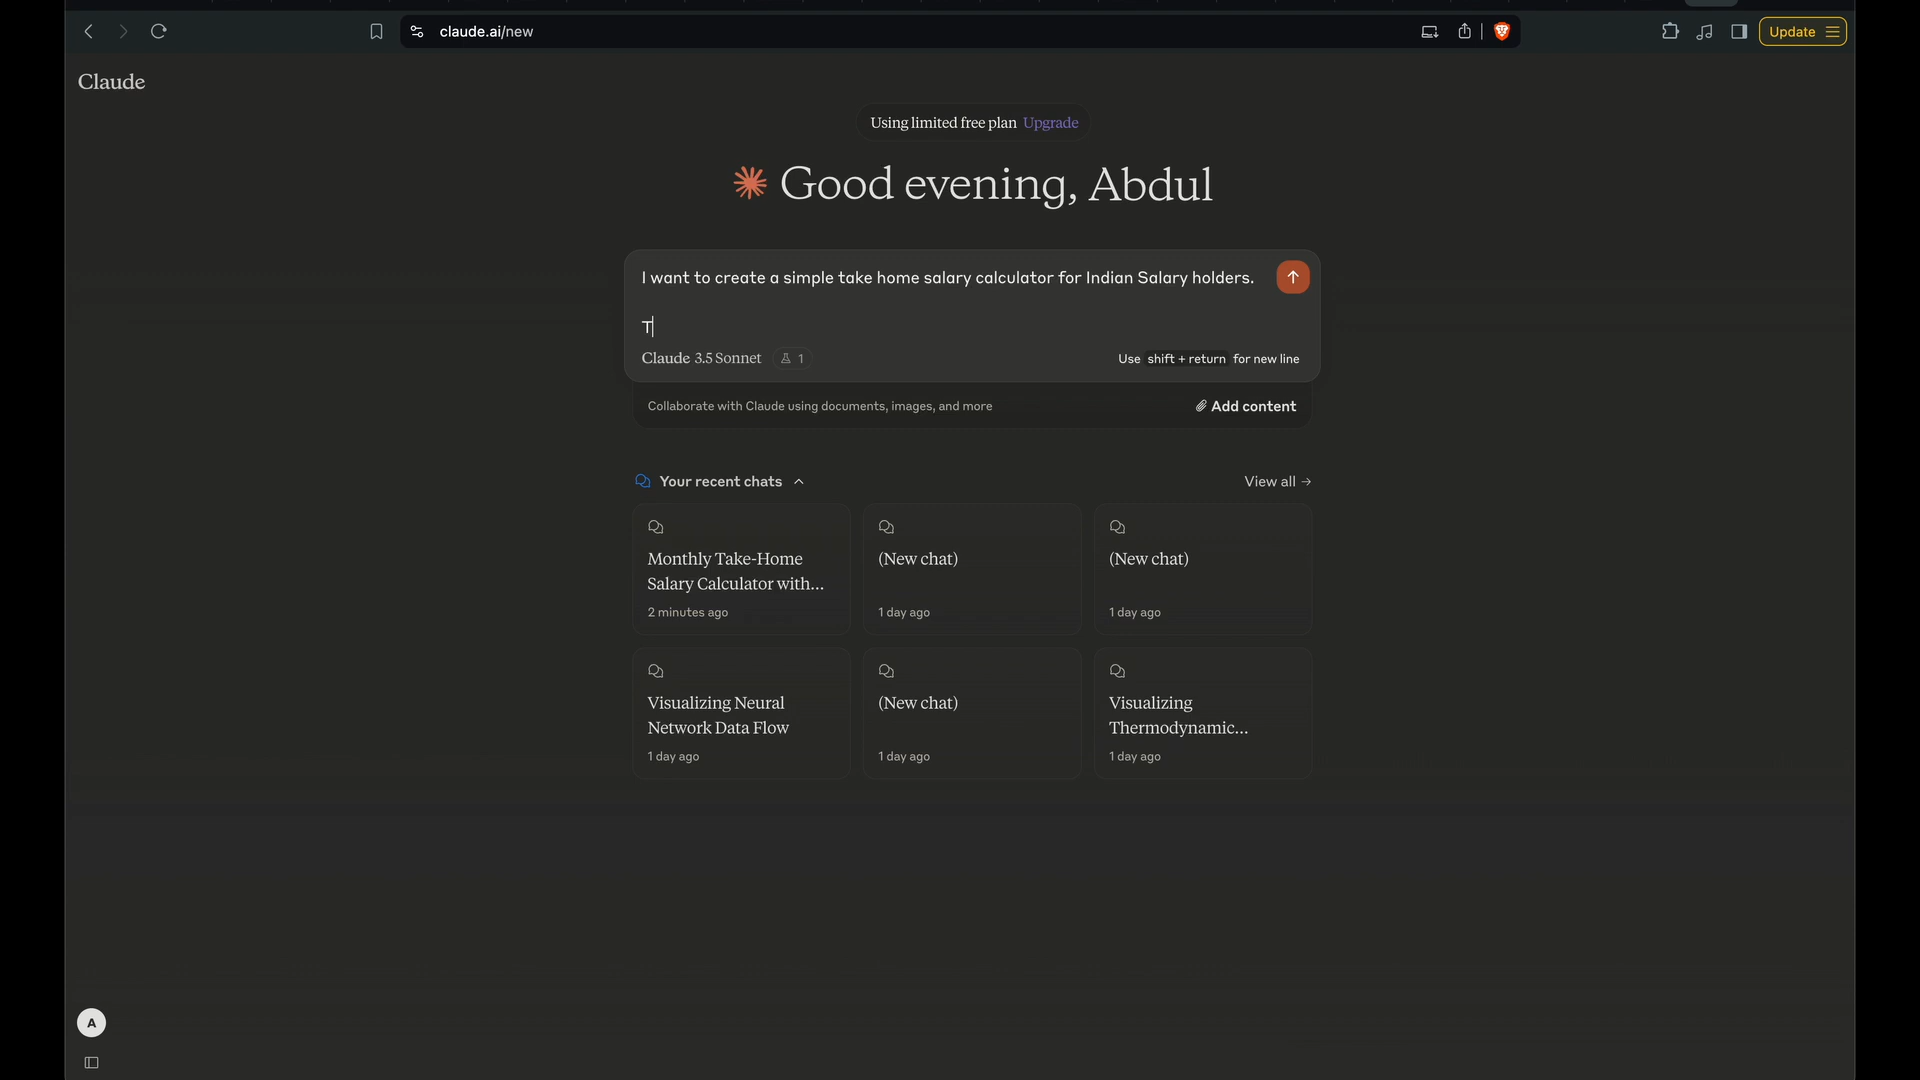 claude.ai/new
Update
Claude
Using limited free plan Upgrade
Good evening, Abdul
I want to create a simple take home salary calculator for Indian Salary holders.
T
Claude 3.5 Sonnet 1
Use shift + return for new line
Collaborate with Claude using documents, images, and more
Add content
Your recent chats
View all →
Monthly Take-Home
Salary Calculator with...
2 minutes ago
(New chat)
1 day ago
(New chat)
1 day ago
Visualizing Neural
Network Data Flow
1 day ago
(New chat)
1 day ago
Visualizing
Thermodynamic...
1 day ago
A